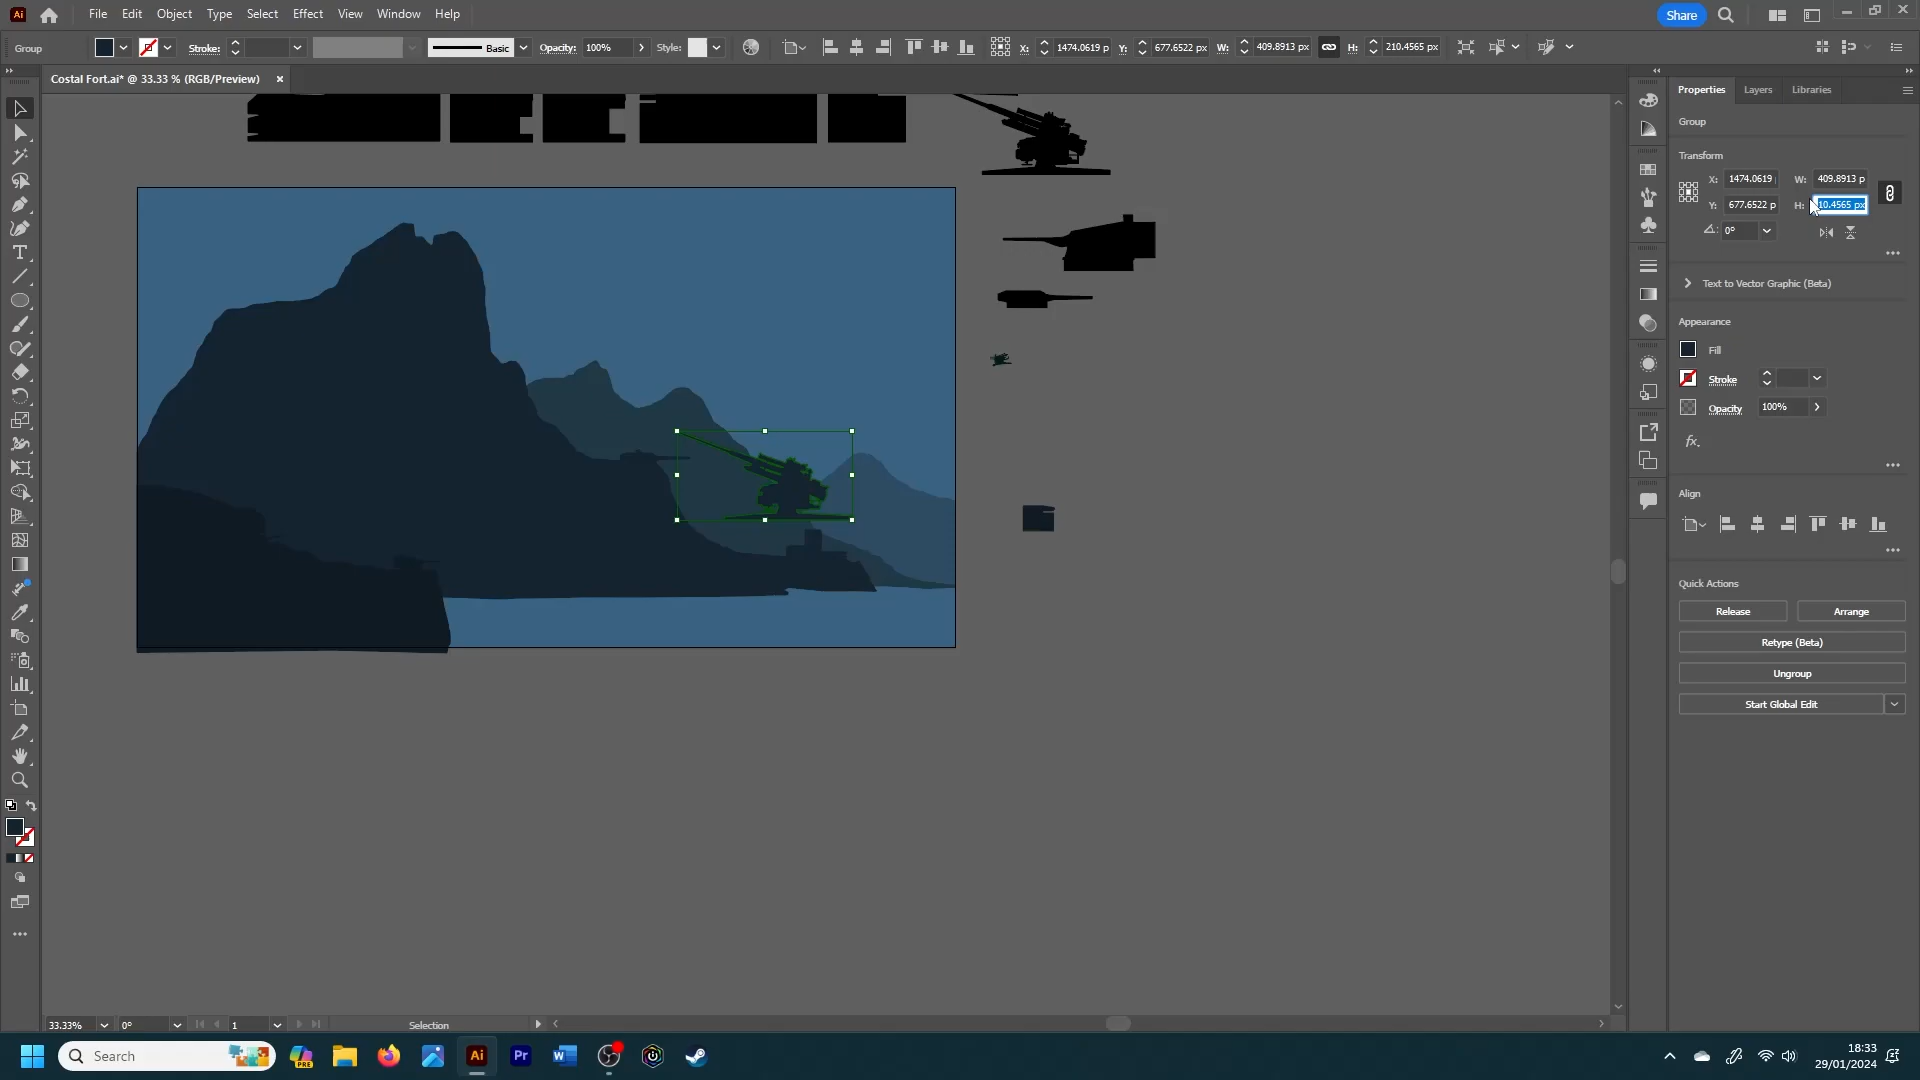 Ai File Edit Object Type Select Effect View Window Help Share
Group Stroke: Basic Opacity: 100% Style: X: 1474.0619 p Y: 677.6522 px W: 409.8913 px H: 210.4565 px
Costal Fort.ai* @ 33.33 % (RGB/Preview) ×
Properties Layers Libraries
Group
Transform
X: 1474.0619 W: 409.8913 p
Y: 677.6522 p H: 10.4565 px
0°
Text to Vector Graphic (Beta)
Appearance
Fill
Stroke
Opacity 100%
fx.
Align
Quick Actions
Release Arrange
Retype (Beta)
Ungroup
Start Global Edit
33.33% 0° 1 Selection
Search PRE Ai Pr W 18:33
29/01/2024